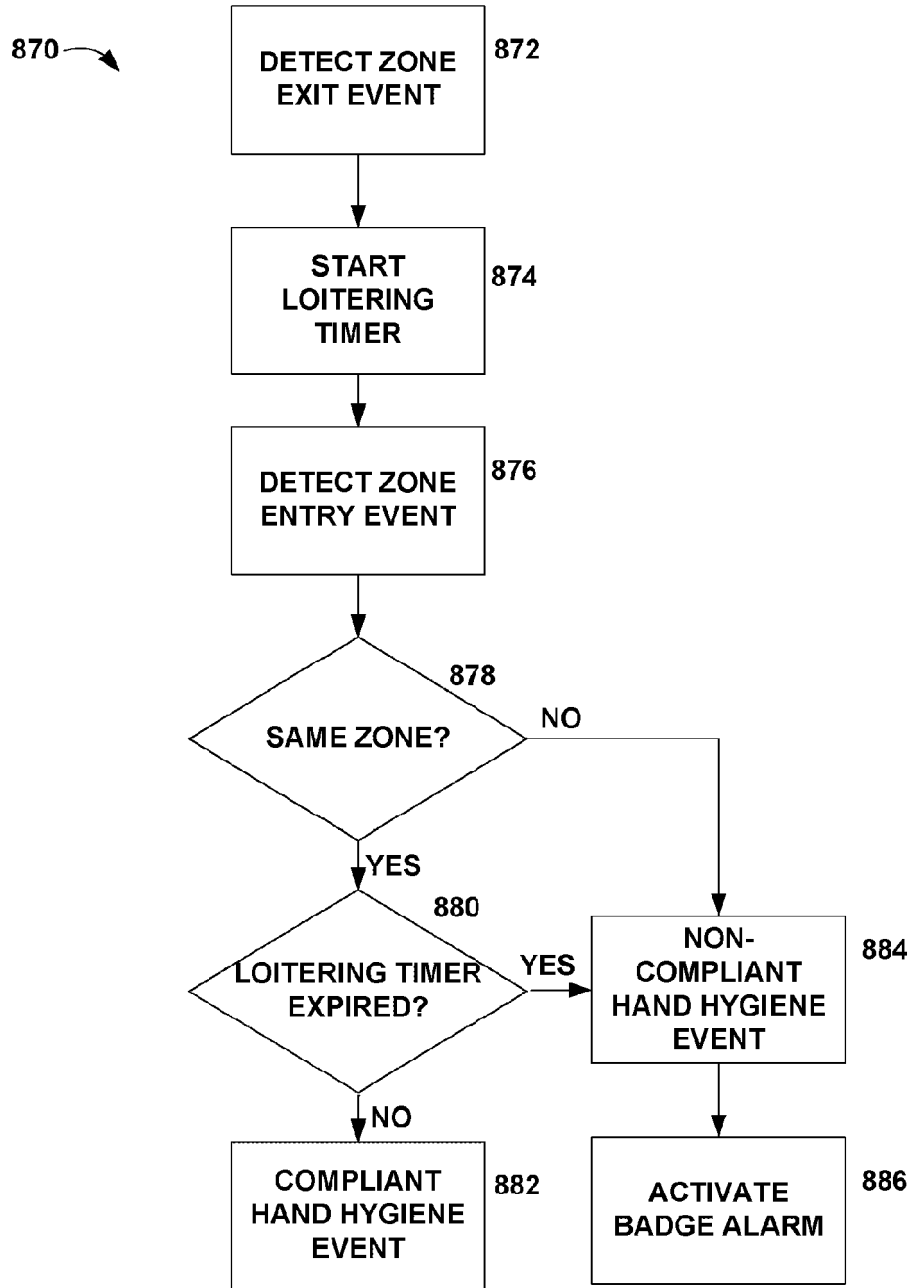 870
872
DETECT ZONE
EXIT EVENT
874
START
LOITERING
TIMER
876
DETECT ZONE
ENTRY EVENT
878
SAME ZONE?
NO
YES
880
LOITERING TIMER
EXPIRED?
YES
NO
884
NON-
COMPLIANT
HAND HYGIENE
EVENT
882
COMPLIANT
HAND HYGIENE
EVENT
886
ACTIVATE
BADGE ALARM